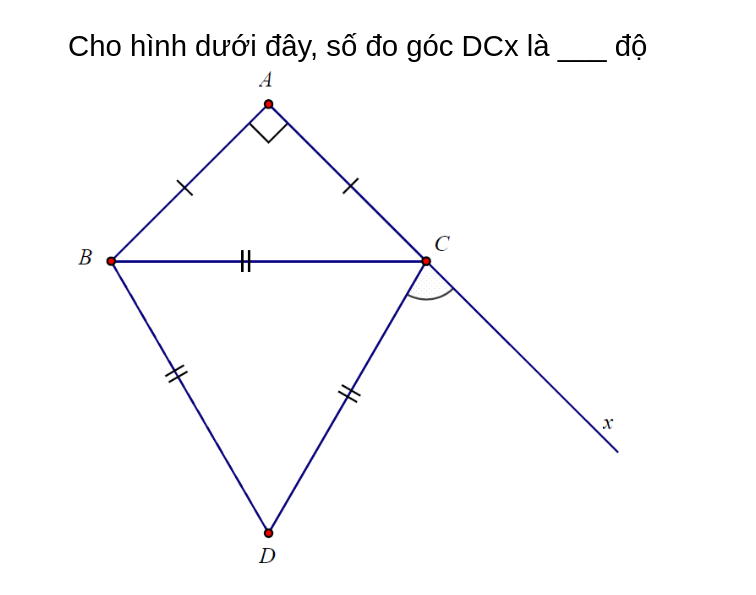 Cho hình dưới đây, số đo góc DCx là ___ độ
A
B
C
x
D